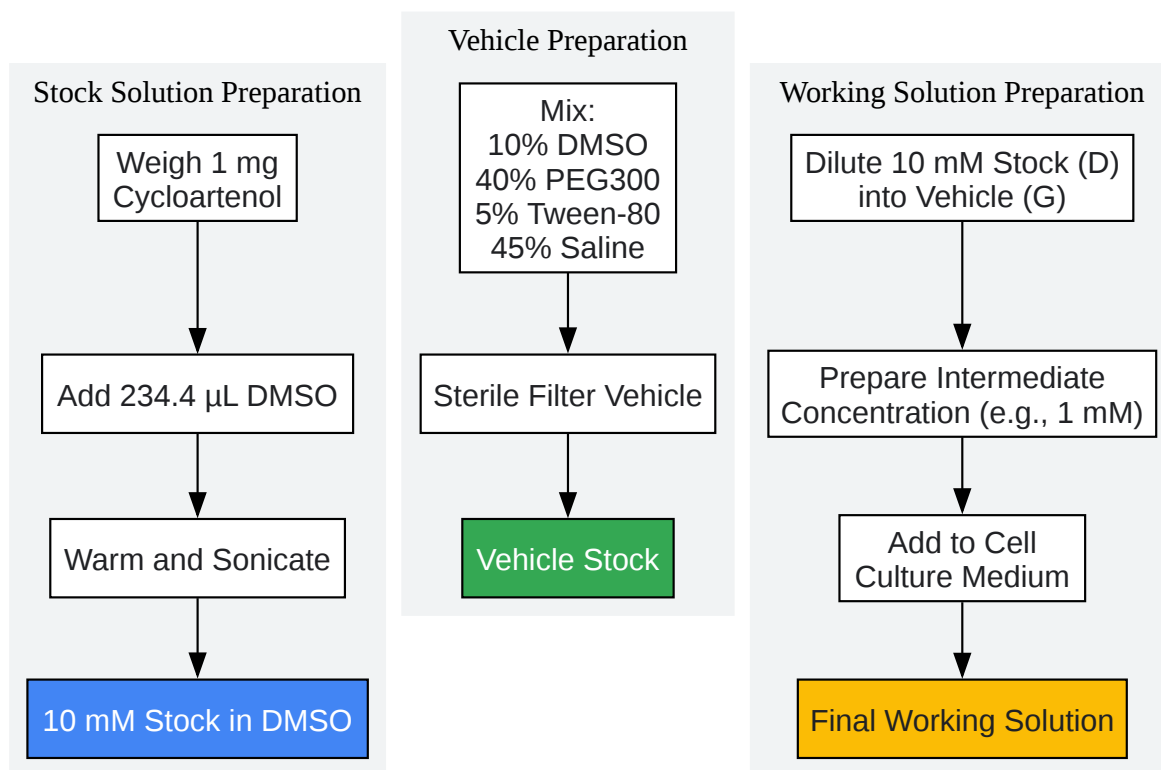 Stock Solution Preparation
Weigh 1 mg
Cycloartenol
Add 234.4 µL DMSO
Warm and Sonicate
10 mM Stock in DMSO
Vehicle Preparation
Mix:
10% DMSO
40% PEG300
5% Tween-80
45% Saline
Sterile Filter Vehicle
Vehicle Stock
Working Solution Preparation
Dilute 10 mM Stock (D)
into Vehicle (G)
Prepare Intermediate
Concentration (e.g., 1 mM)
Add to Cell
Culture Medium
Final Working Solution